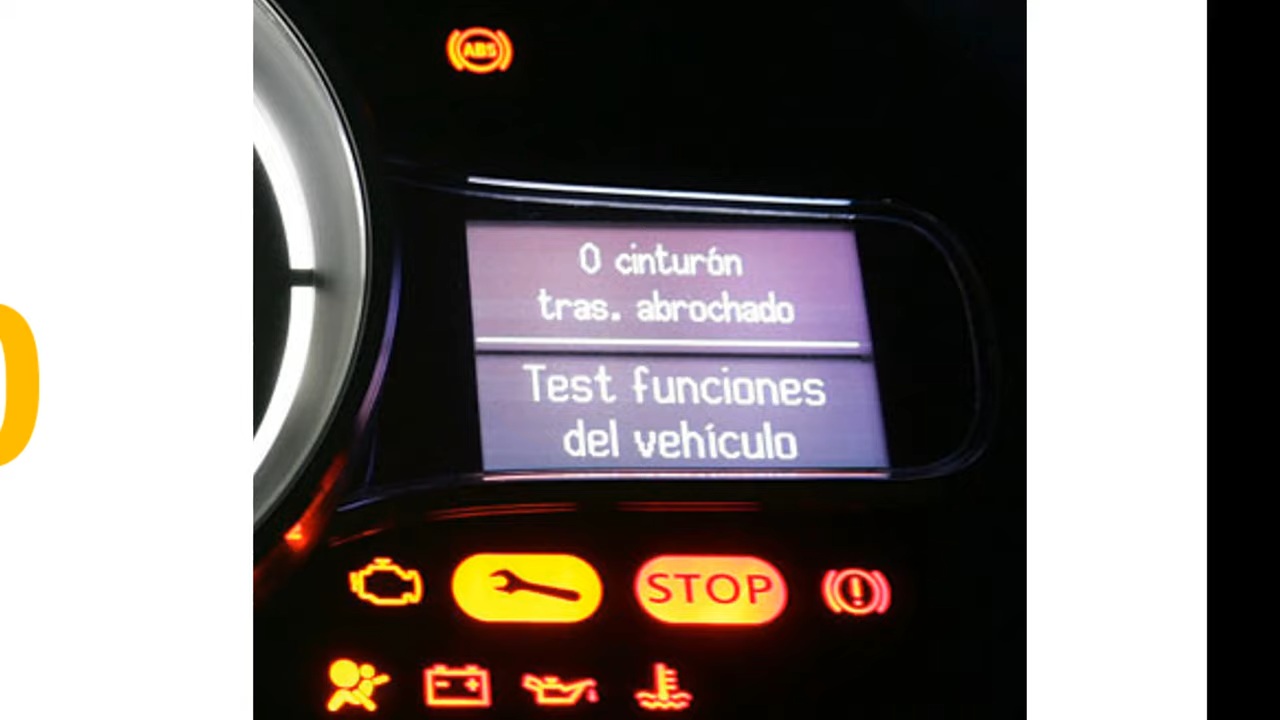 ABS
0 cinturón
tras. abrochado
Test funciones
del vehículo
STOP